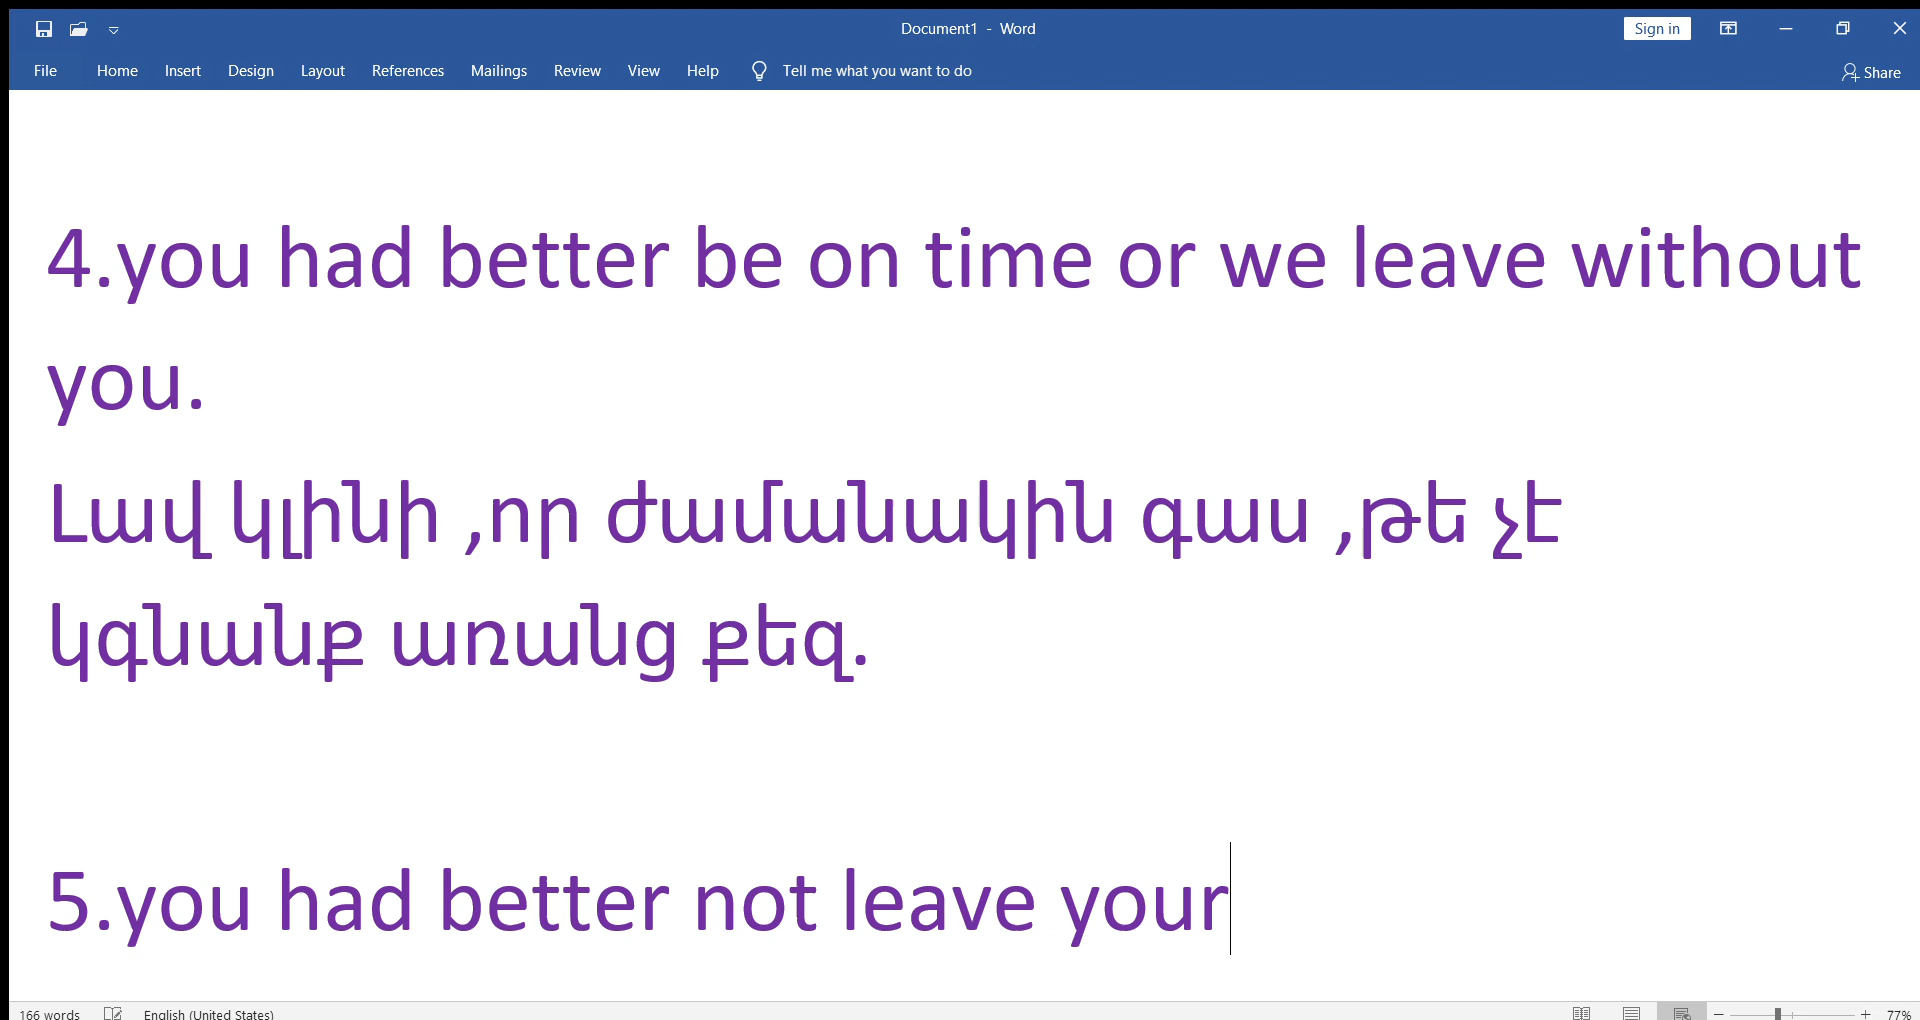 Document1 - Word
Sign in
File Home Insert Design Layout References Mailings Review View Help Tell me what you want to do Share
4.you had better be on time or we leave without
you.
Լավ կլինի ,որ ժամանակին գաս ,թե չէ
կգնանք առանց քեզ.
5.you had better not leave your
166 words English (United States) 77%